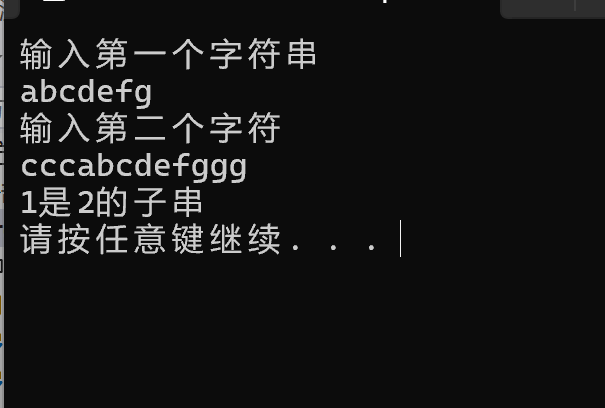 输入第一个字符串
abcdefg
输入第二个字符
cccabcdefggg
1是2的子串
请按任意键继续. . .